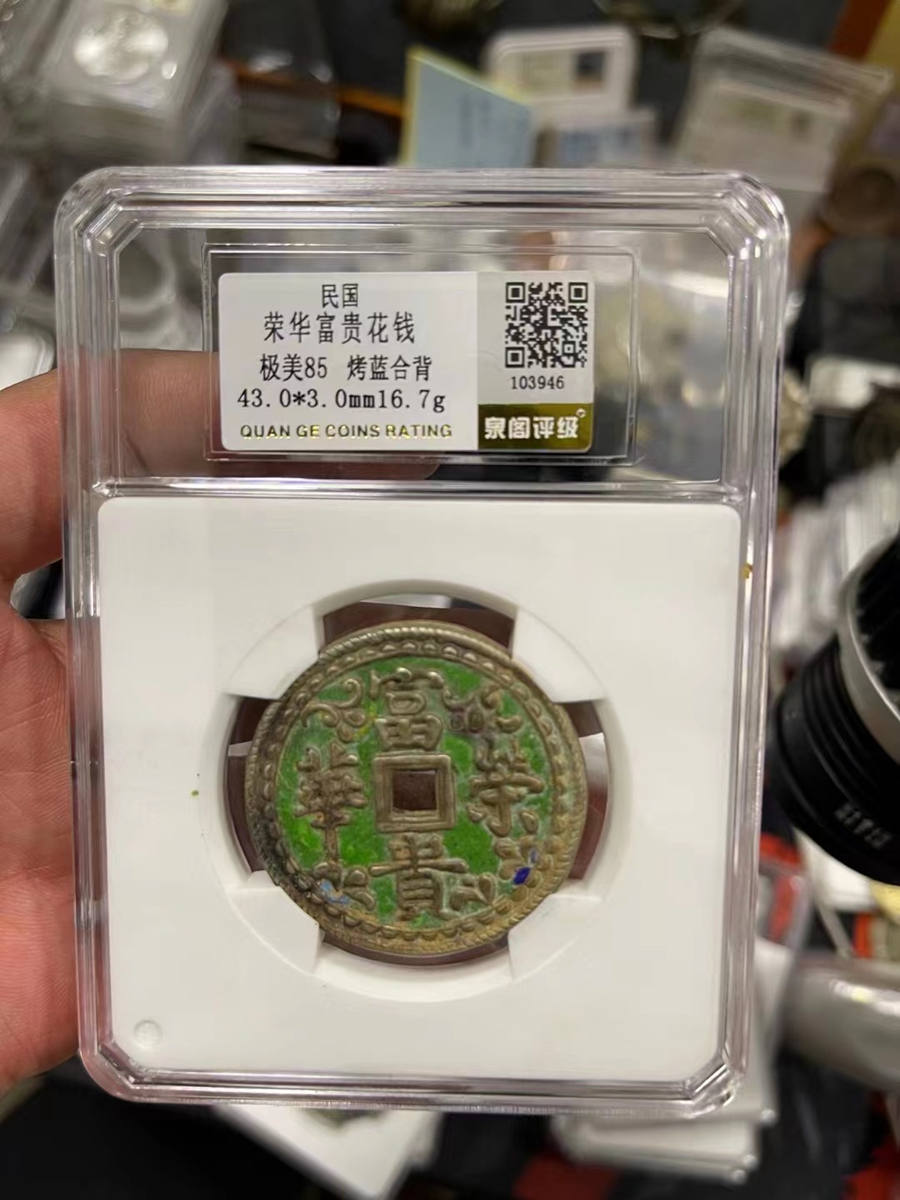 民国
荣华富贵花钱
极美85 烤蓝合背
43.0*3.0mm16.7g
QUAN GE COINS RATING
103946
泉阁评级
富
華 榮
貴